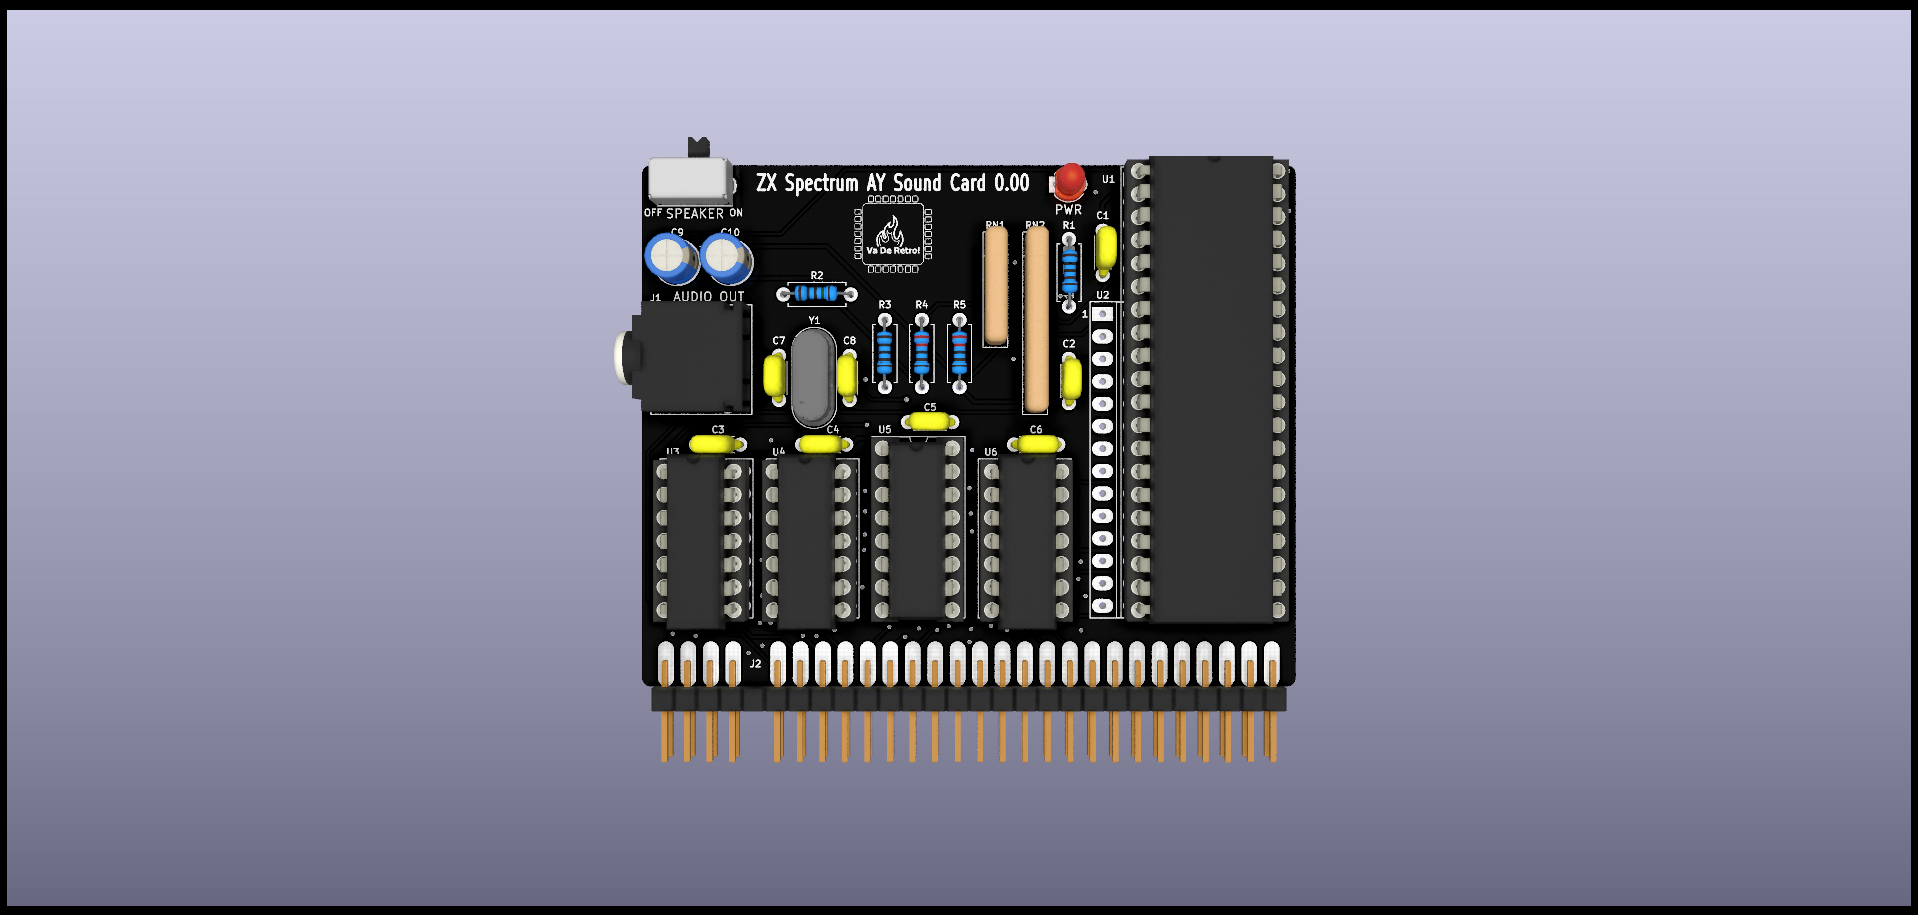 ZX Spectrum AY Sound Card 0.00
U1
OFF SPEAKER ON
PWR
C9
C10
RN1
RN2
R1
C1
Va De Retro!
R2
J1
AUDIO OUT
U2
1
Y1
R3
R4
R5
C7
C8
C2
C5
C3
C4
U5
C6
U3
U4
U6
J2